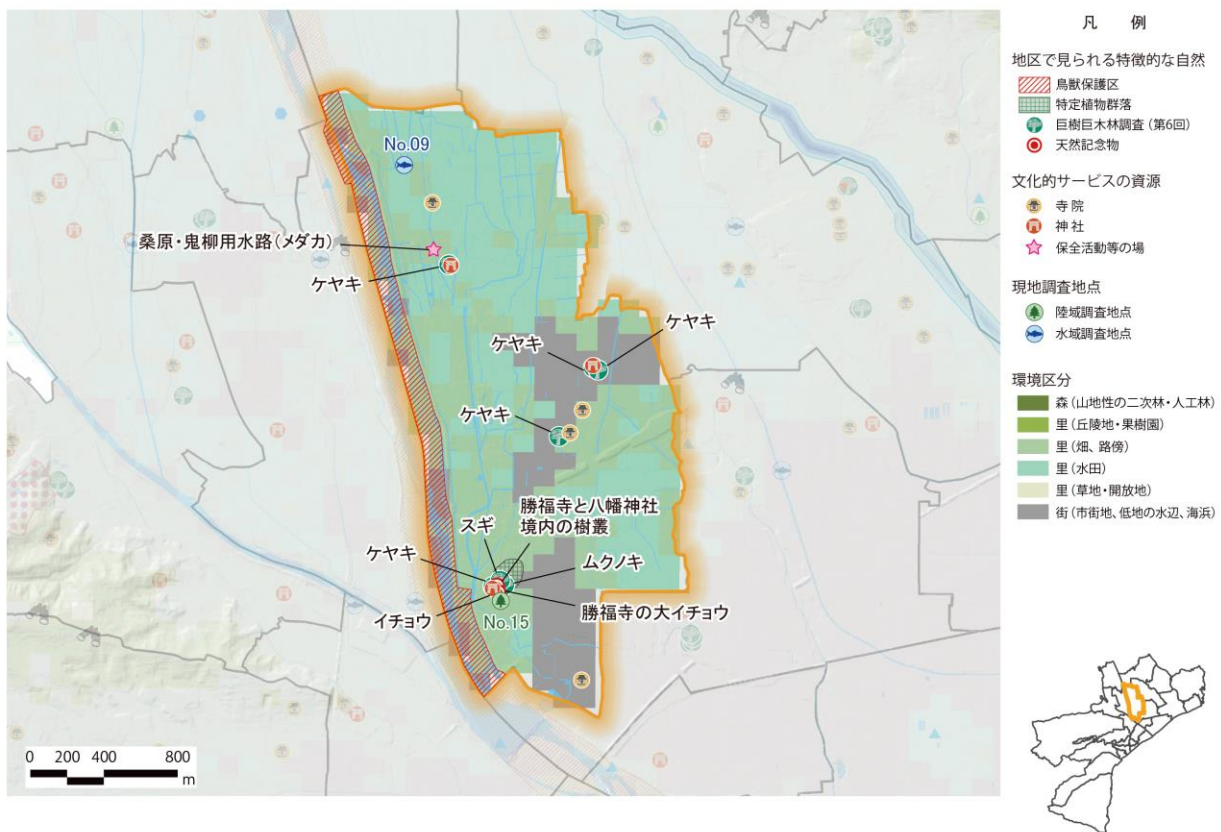 No.09
桑原・鬼柳用水路(メダカ)
ケヤキ
ケヤキ
ケヤキ
ケヤキ
勝福寺と八幡神社
境内の樹叢
スギ
ケヤキ
ムクノキ
イチョウ
勝福寺の大イチョウ
No.15
0 200 400 800
m
凡 例
地区で見られる特徴的な自然
鳥獣保護区
特定植物群落
巨樹巨木林調査(第6回)
天然記念物
文化的サービスの資源
寺院
神社
保全活動等の場
現地調査地点
陸域調査地点
水域調査地点
環境区分
森(山地性の二次林・人工林)
里(丘陵地・果樹園)
里(畑、路傍)
里(水田)
里(草地・開放地)
街(市街地、低地の水辺、海浜)